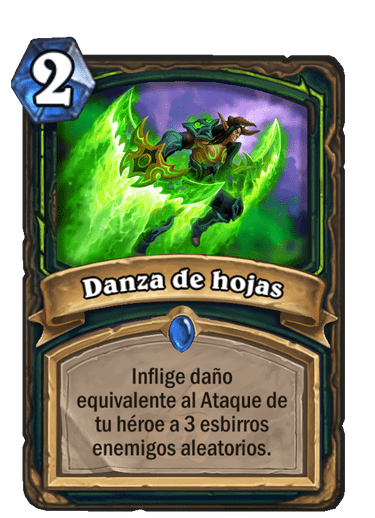 2
Danza de hojas
Inflige daño
equivalente al Ataque de
tu héroe a 3 esbirros
enemigos aleatorios.